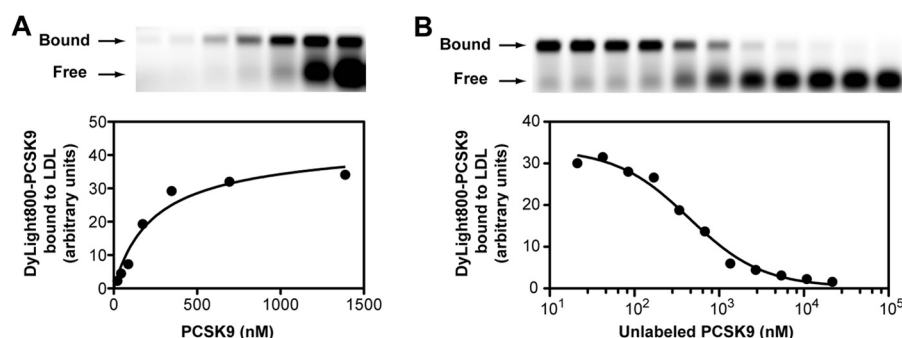 A
Bound
Free
50
40
30
20
10
0
0 500 1000 1500
PCSK9 (nM)
DyLight800-PCSK9
bound to LDL
(arbitrary units)
B
Bound
Free
40
30
20
10
0
10¹ 10² 10³ 10⁴ 10⁵
Unlabeled PCSK9 (nM)
DyLight800-PCSK9
bound to LDL
(arbitrary units)